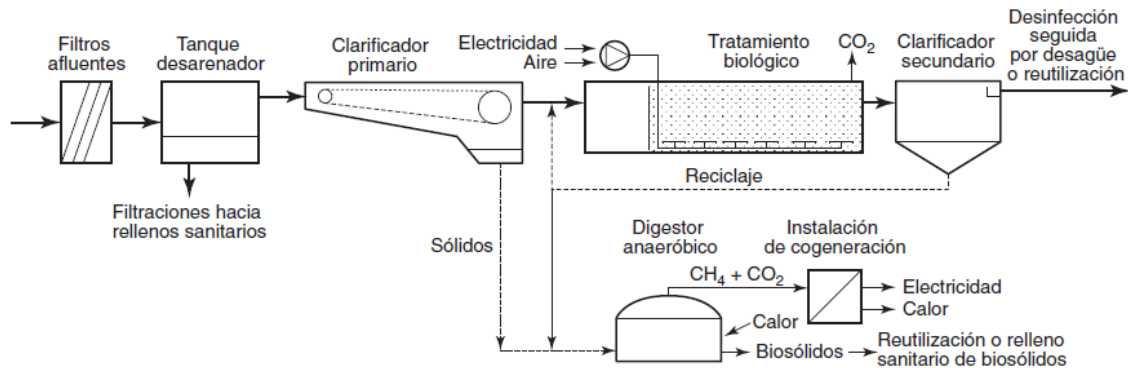 Filtros
afluentes
Tanque
desarenador
Clarificador
primario
Electricidad
Aire
Tratamiento
biológico
CO2
Clarificador
secundario
Desinfección
seguida
por desagüe
o reutilización
Filtraciones hacia
rellenos sanitarios
Sólidos
Reciclaje
Digestor
anaeróbico
Instalación
de cogeneración
CH4 + CO2
Electricidad
Calor
Calor
Biosólidos
Reutilización o relleno
sanitario de biosólidos